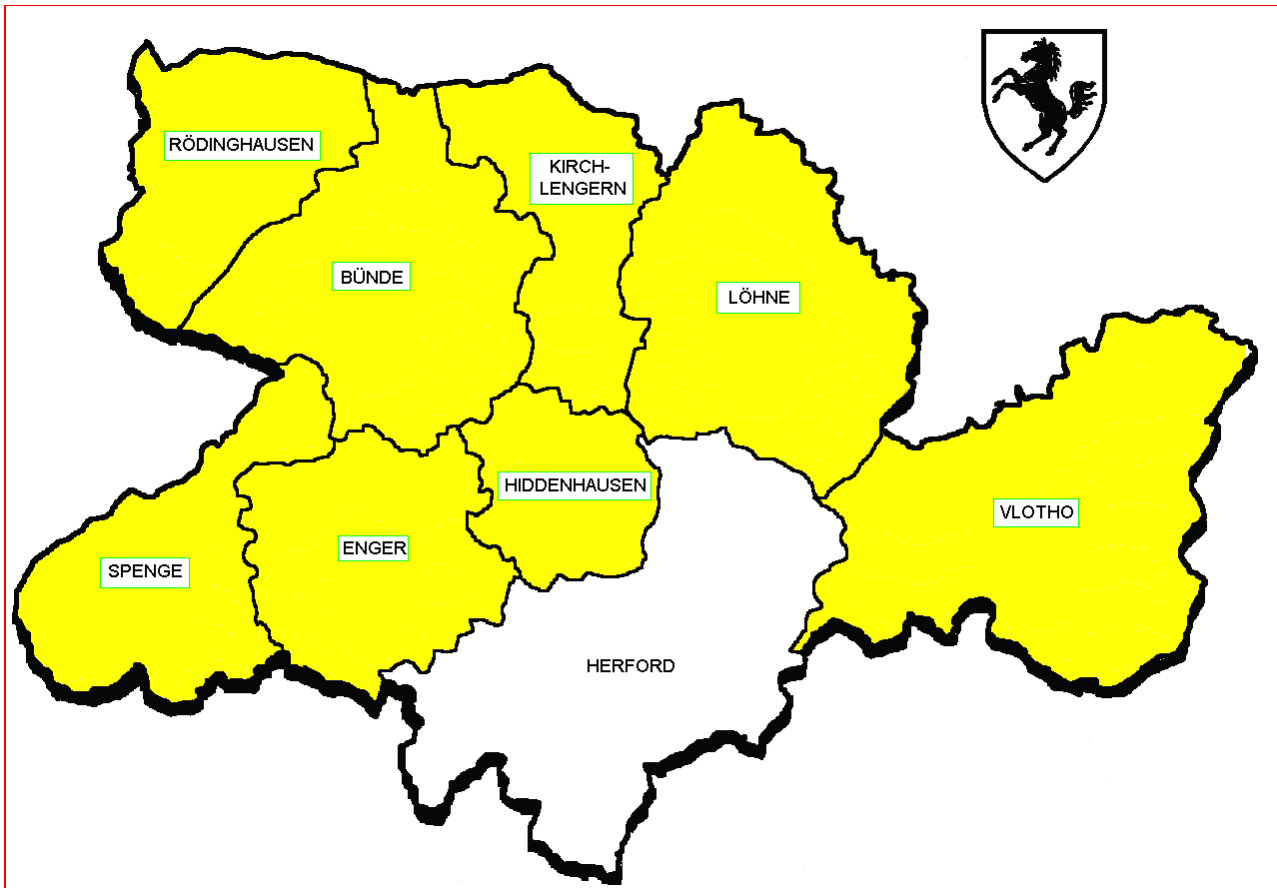 RÖDINGHAUSEN
KIRCH-
LENGERN
BÜNDE
LÖHNE
HIDDENHAUSEN
VLOTHO
ENGER
SPENGE
HERFORD